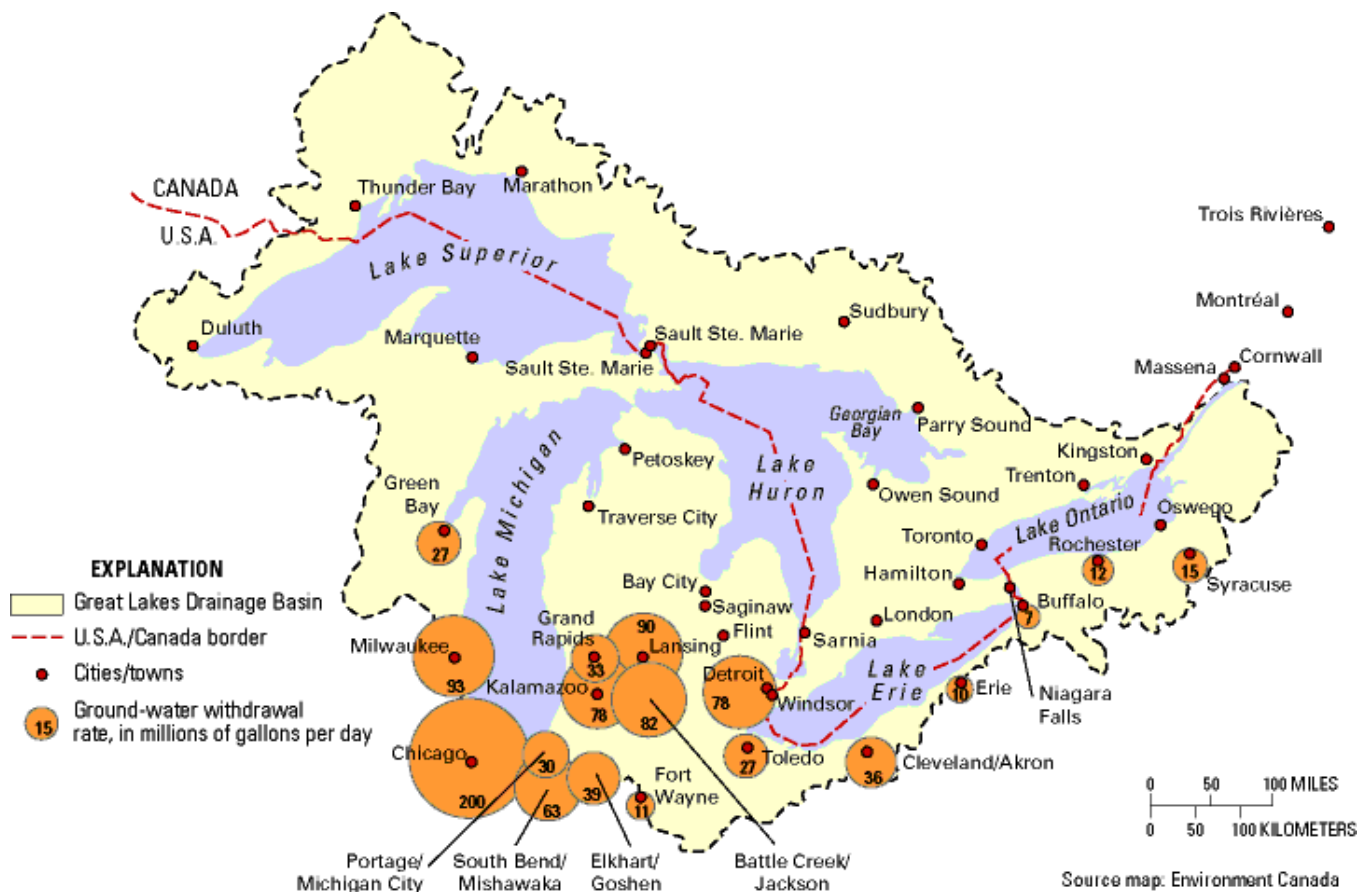 CANADA
U.S.A.
Thunder Bay
Marathon
Lake Superior
Duluth
Marquette
Sault Ste. Marie
Sault Ste. Marie
Sudbury
Trois Rivières
Montréal
Cornwall
Massena
Georgian
Bay
Parry Sound
Kingston
Trenton
Petoskey
Lake Michigan
Lake
Huron
Green
Bay
27
Traverse City
Owen Sound
Toronto
Lake Ontario
Oswego
Rochester
12
15
Syracuse
Hamilton
Bay City
Saginaw
Flint
London
Buffalo
7
Sarnia
Grand
Rapids
33
90
Lansing
Milwaukee
93
Kalamazoo
78
82
Detroit
78
Windsor
Lake
Erie
Erie
10
Niagara
Falls
Chicago
200
30
63
39
Fort
Wayne
11
Toledo
27
Cleveland/Akron
36
Portage/
Michigan City
South Bend/
Mishawaka
Elkhart/
Goshen
Battle Creek/
Jackson
EXPLANATION
Great Lakes Drainage Basin
U.S.A./Canada border
Cities/towns
15
Ground-water withdrawal
rate, in millions of gallons per day
0 50 100 MILES
0 50 100 KILOMETERS
Source map: Environment Canada